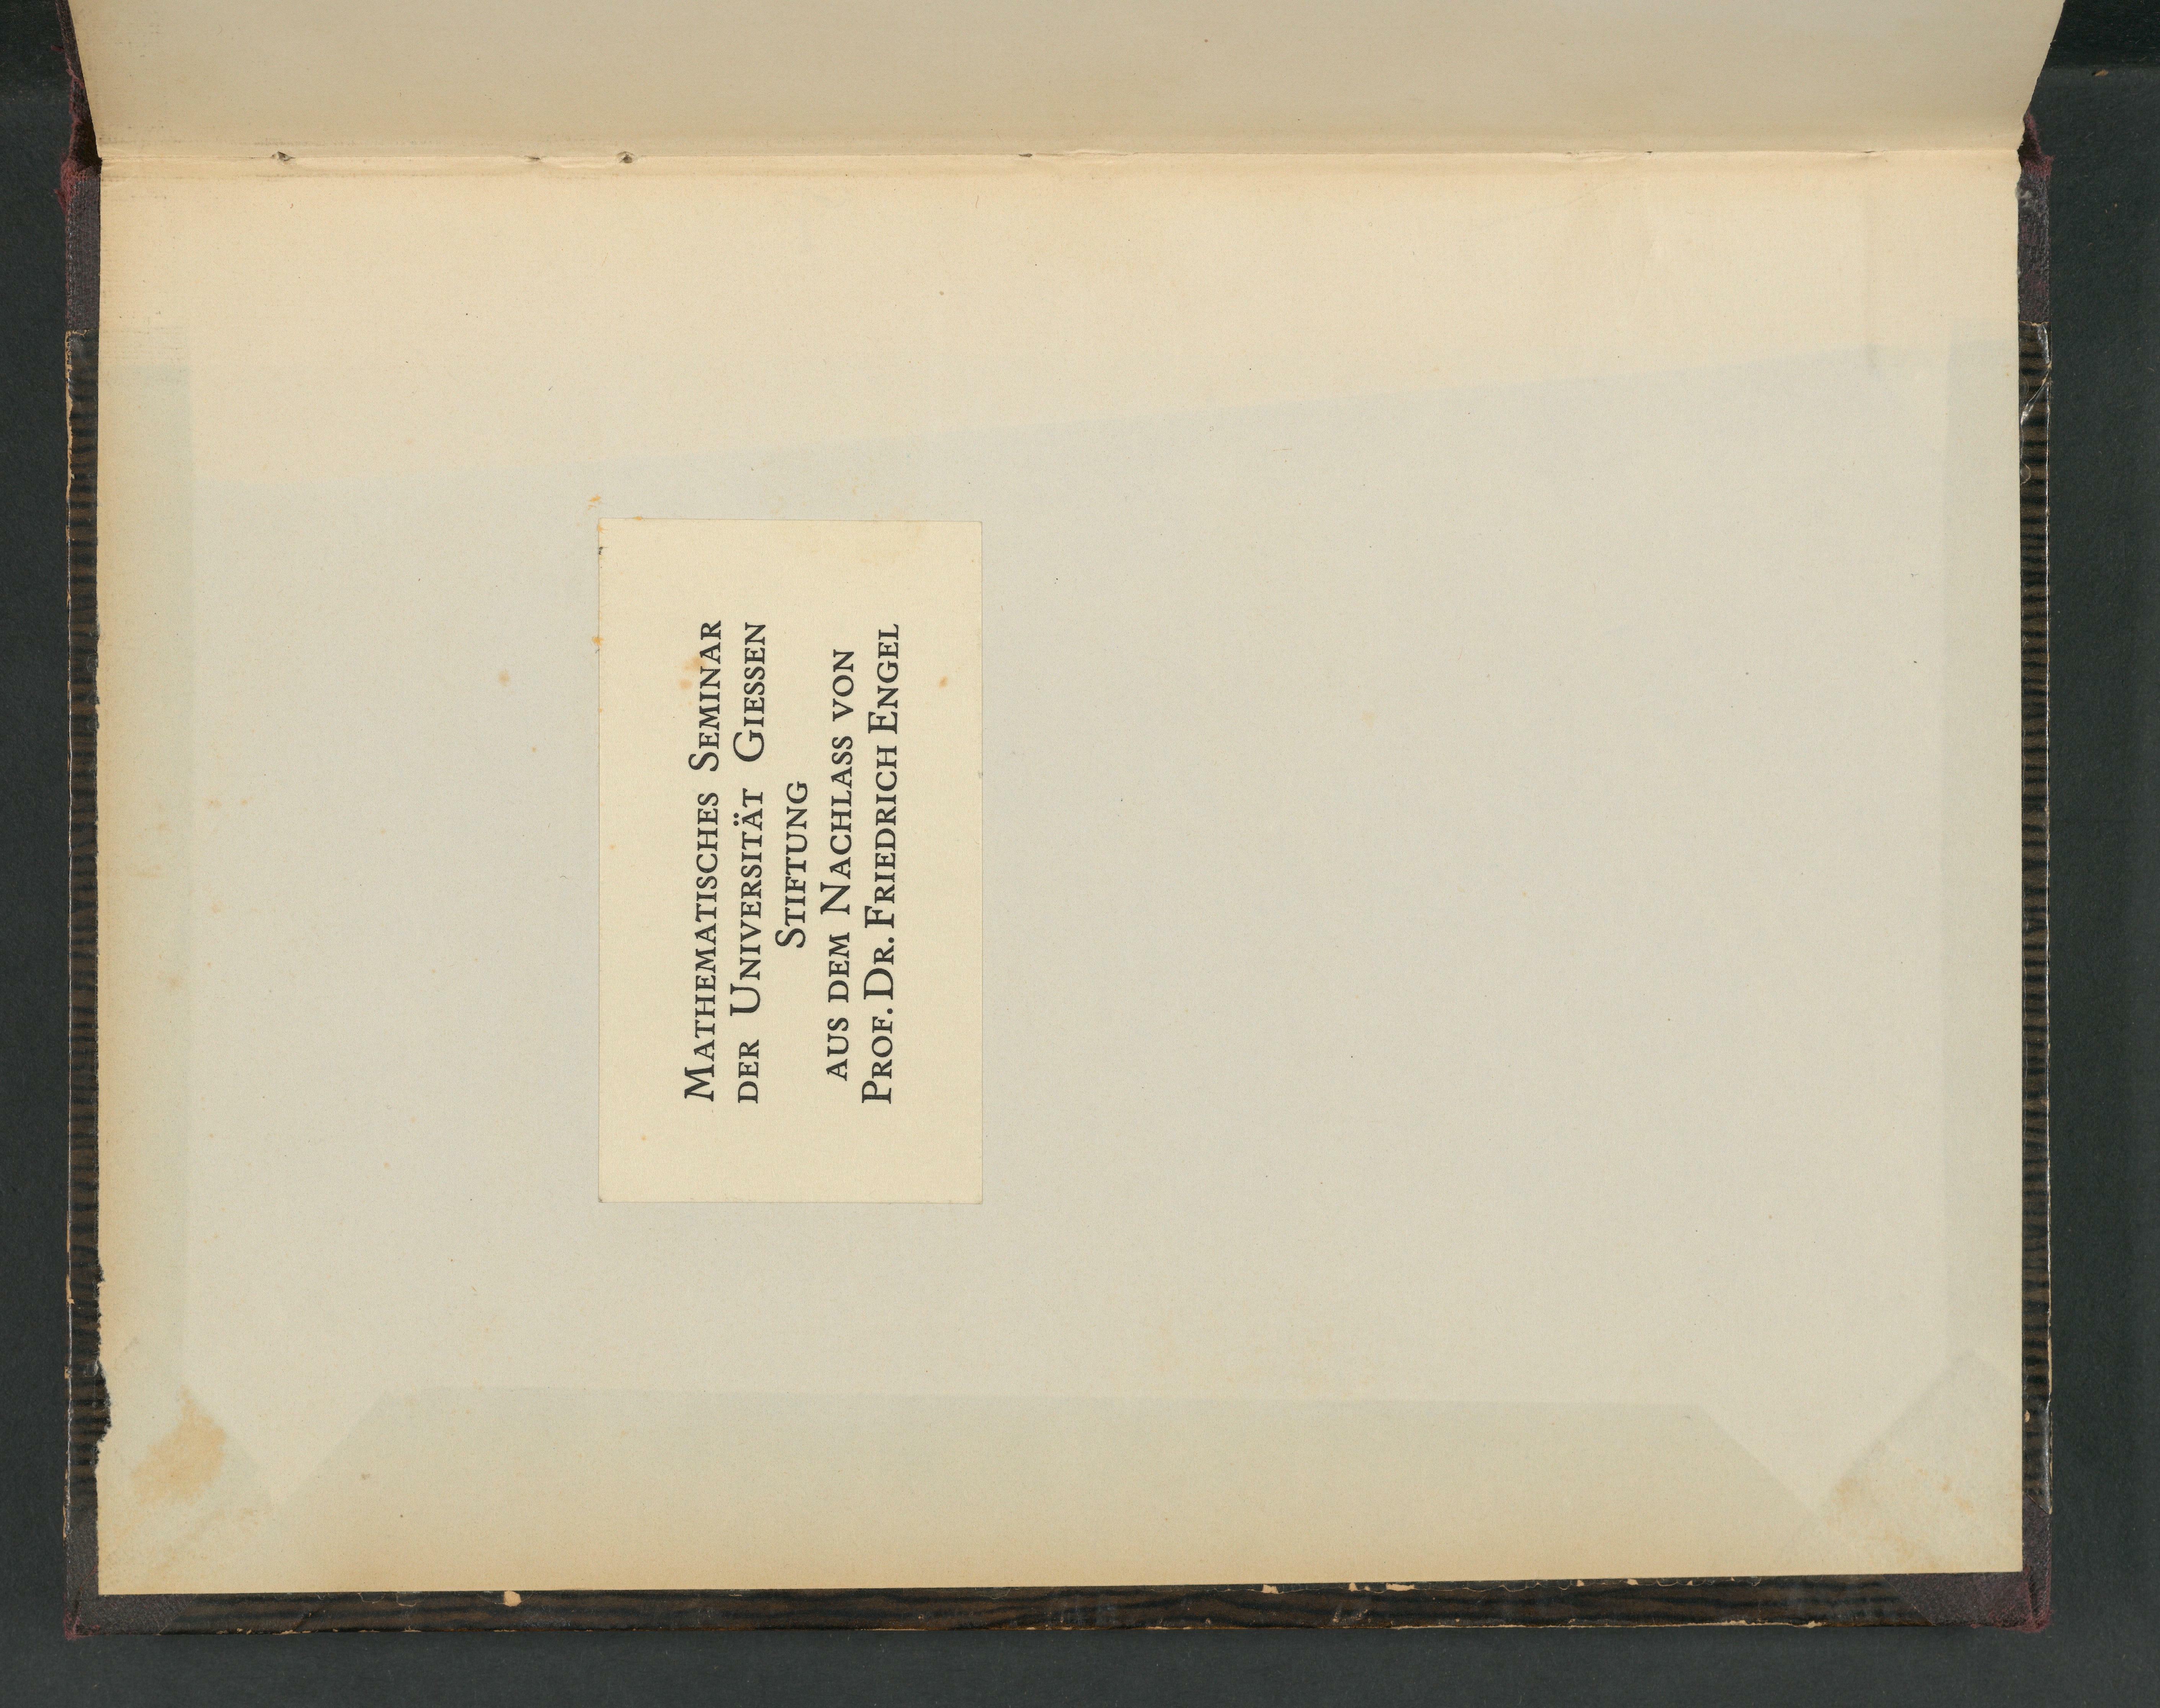 Mathematisches Seminar
der Universität Giessen
Stiftung
aus dem Nachlass von
Prof. Dr. Friedrich Engel